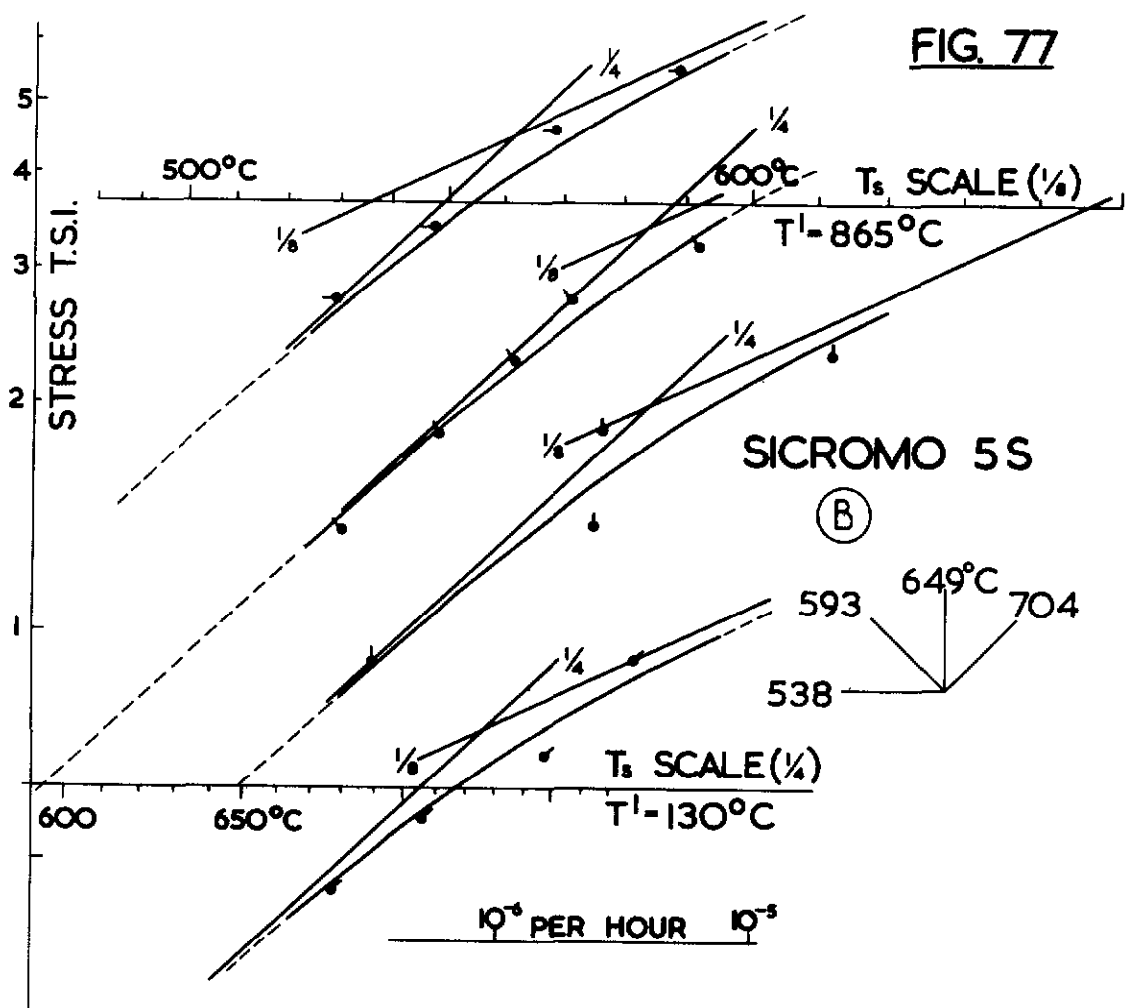 FIG. 77
1/4
5
1/4
4
500°C
600°C
Ts SCALE (1/8)
T' = 865°C
1/8
STRESS T.S.I.
3
1/8
1/4
2
1/8
SICROMO 5S
B
649°C
593
704
1
1/4
538
1/8
Ts SCALE (1/4)
T' = 130°C
600
650°C
10⁻⁶ PER HOUR 10⁻⁵